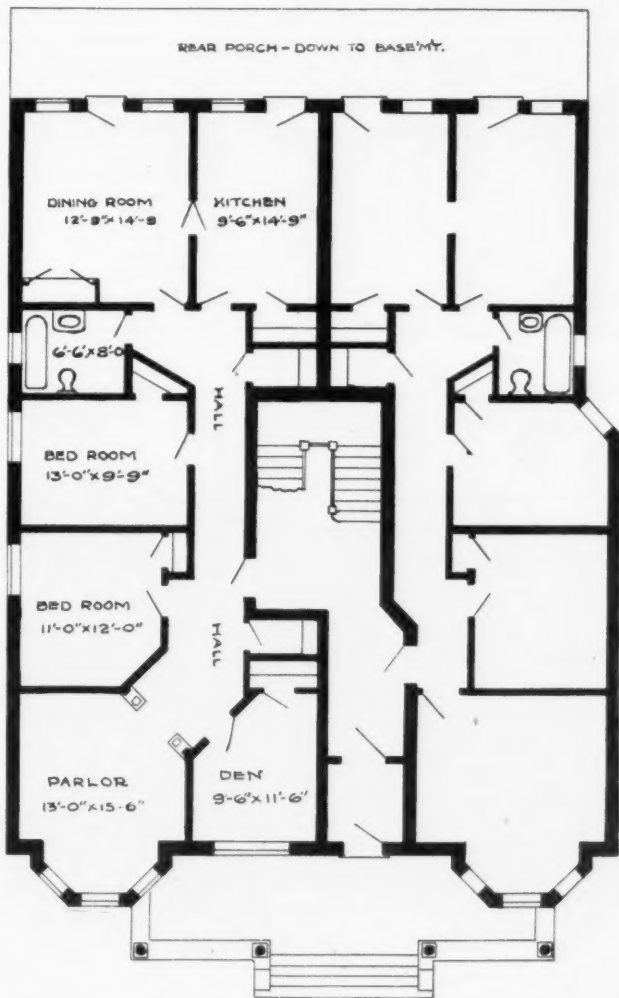 REAR PORCH - DOWN TO BASE'M'T.
DINING ROOM
12'-9"x14'-9
KITCHEN
9'-6"x14'-9"
6'-6"x8'-0
HALL
BED ROOM
13'-0"x9'-9"
BED ROOM
11'-0"x12'-0"
HALL
PARLOR
13'-0"x15'-6"
DEN
9'-6"x11'-6"